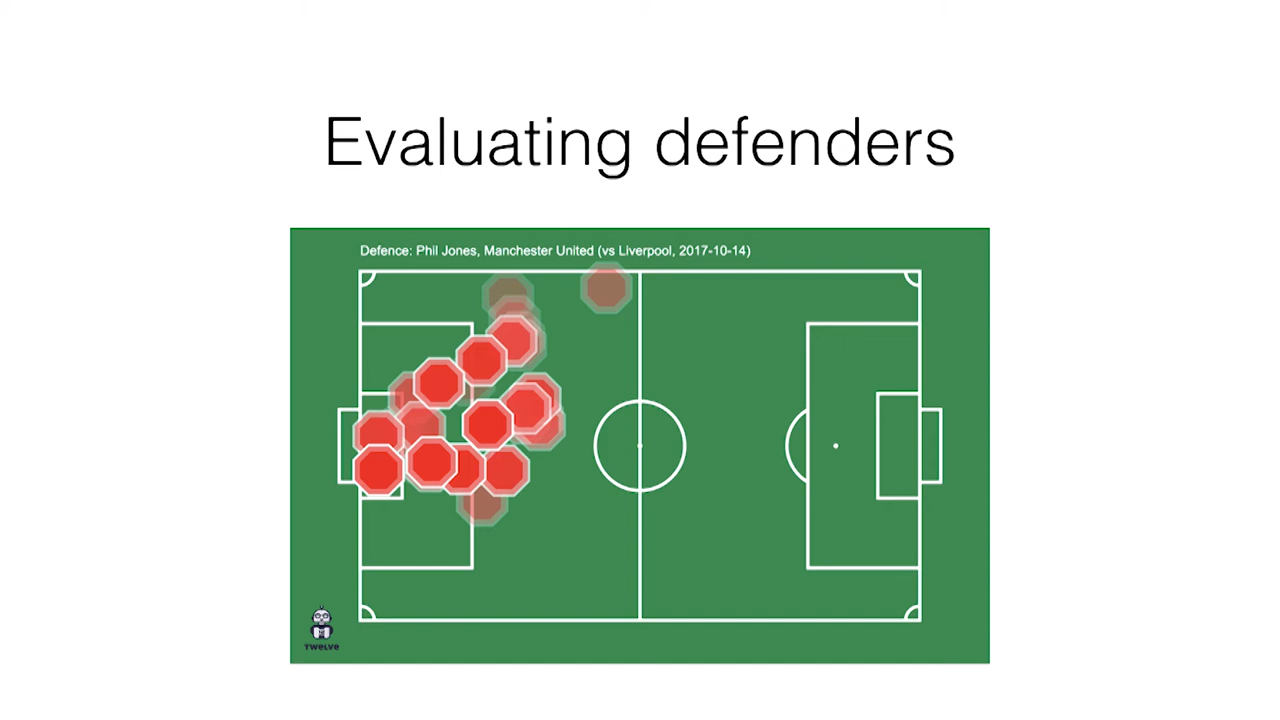 Evaluating defenders
Defence: Phil Jones, Manchester United (vs Liverpool, 2017-10-14)
TWELVE